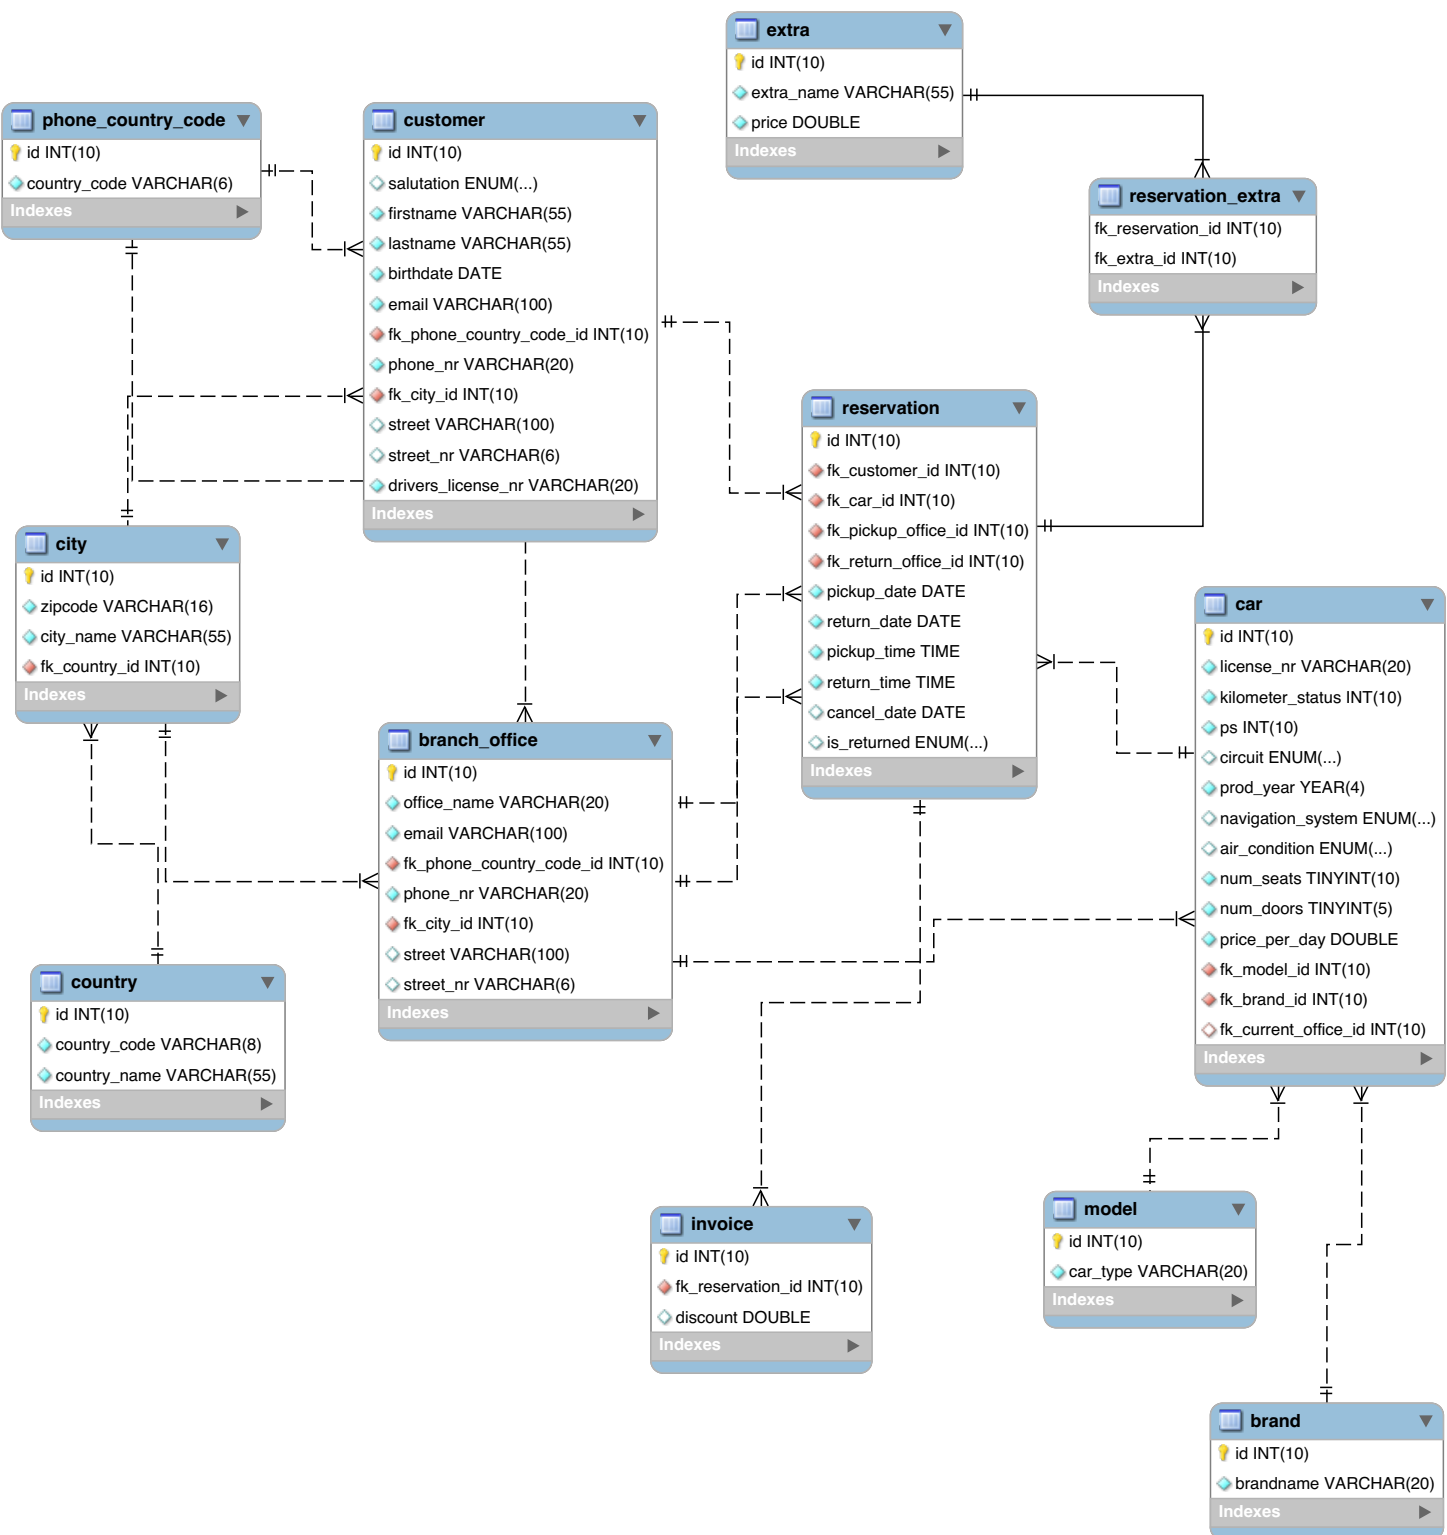 extra
id INT(10)
extra_name VARCHAR(55)
price DOUBLE
Indexes
phone_country_code
id INT(10)
country_code VARCHAR(6)
Indexes
customer
id INT(10)
salutation ENUM(...)
firstname VARCHAR(55)
lastname VARCHAR(55)
birthdate DATE
email VARCHAR(100)
fk_phone_country_code_id INT(10)
phone_nr VARCHAR(20)
fk_city_id INT(10)
street VARCHAR(100)
street_nr VARCHAR(6)
drivers_license_nr VARCHAR(20)
Indexes
reservation_extra
fk_reservation_id INT(10)
fk_extra_id INT(10)
Indexes
reservation
id INT(10)
fk_customer_id INT(10)
fk_car_id INT(10)
fk_pickup_office_id INT(10)
fk_return_office_id INT(10)
pickup_date DATE
return_date DATE
pickup_time TIME
return_time TIME
cancel_date DATE
is_returned ENUM(...)
Indexes
city
id INT(10)
zipcode VARCHAR(16)
city_name VARCHAR(55)
fk_country_id INT(10)
Indexes
car
id INT(10)
license_nr VARCHAR(20)
kilometer_status INT(10)
ps INT(10)
circuit ENUM(...)
prod_year YEAR(4)
navigation_system ENUM(...)
air_condition ENUM(...)
num_seats TINYINT(10)
num_doors TINYINT(5)
price_per_day DOUBLE
fk_model_id INT(10)
fk_brand_id INT(10)
fk_current_office_id INT(10)
Indexes
branch_office
id INT(10)
office_name VARCHAR(20)
email VARCHAR(100)
fk_phone_country_code_id INT(10)
phone_nr VARCHAR(20)
fk_city_id INT(10)
street VARCHAR(100)
street_nr VARCHAR(6)
Indexes
country
id INT(10)
country_code VARCHAR(8)
country_name VARCHAR(55)
Indexes
invoice
id INT(10)
fk_reservation_id INT(10)
discount DOUBLE
Indexes
model
id INT(10)
car_type VARCHAR(20)
Indexes
brand
id INT(10)
brandname VARCHAR(20)
Indexes